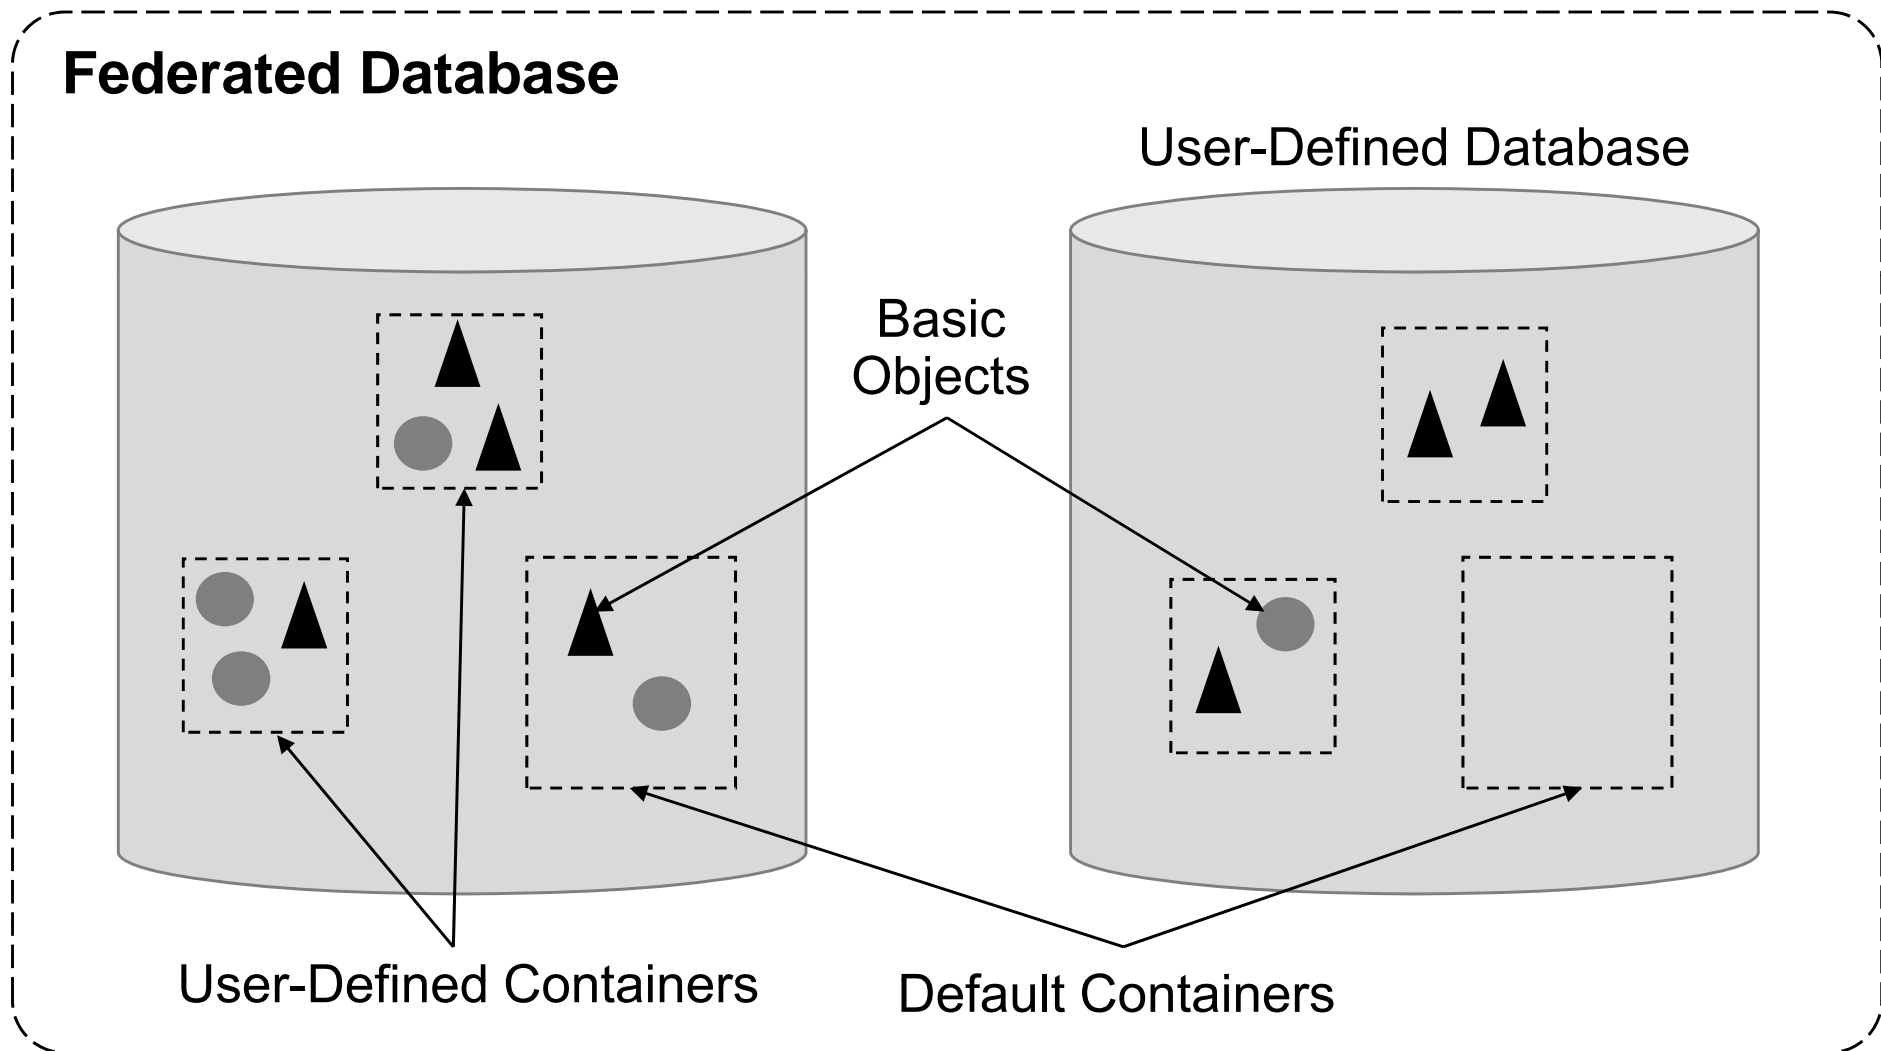 Federated Database
User-Defined Database
Basic
Objects
User-Defined Containers
Default Containers